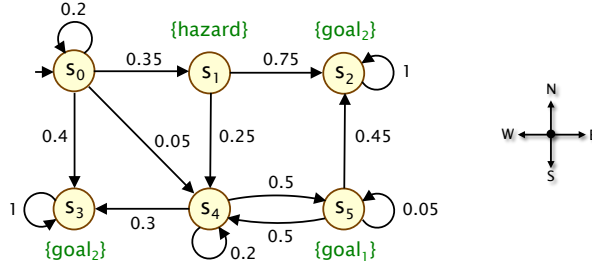 0.2
{hazard}
{goal₂}
s₀
0.35
s₁
0.75
s₂
1
0.4
0.05
0.25
0.45
N
W
E
S
1
s₃
0.3
s₄
0.5
0.5
s₅
0.05
0.2
{goal₂}
{goal₁}